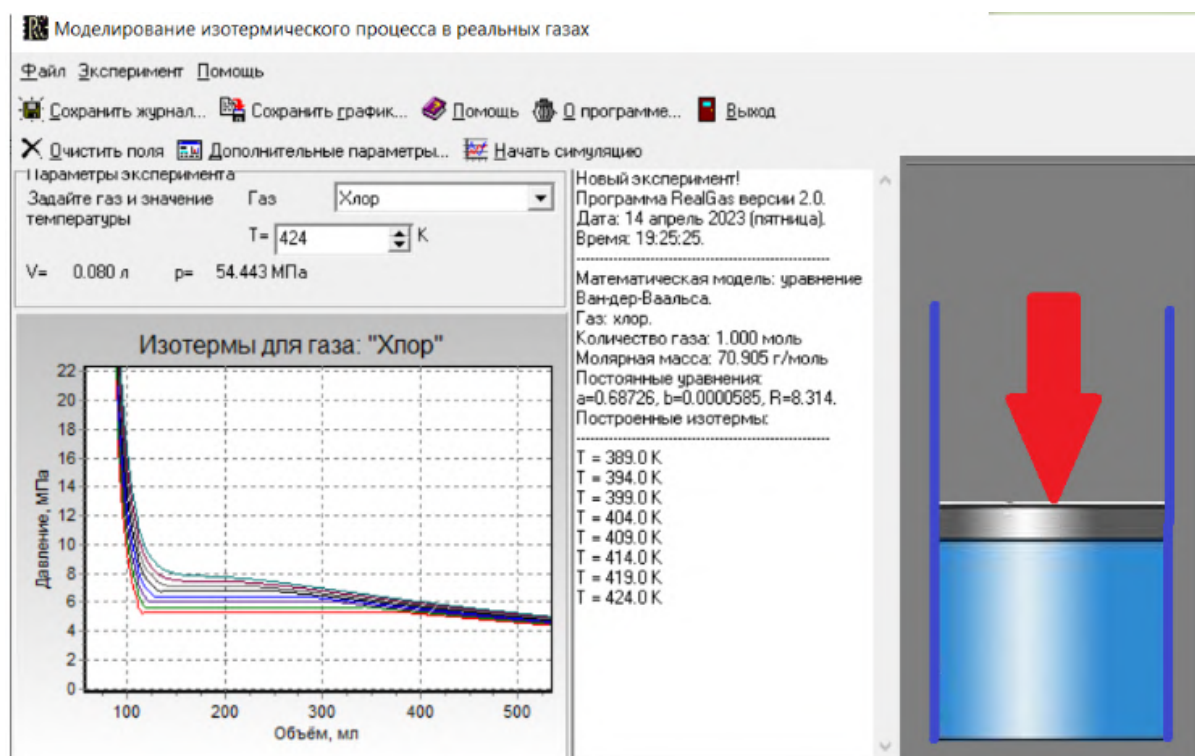 Моделирование изотермического процесса в реальных газах
Файл Эксперимент Помощь
Сохранить журнал... Сохранить график... Помощь О программе... Выход
Очистить поля Дополнительные параметры... Начать симуляцию
Параметры эксперимента
Задайте газ и значение температуры
Газ Хлор
T= 424 К
V= 0.080 л p= 54.443 МПа
Изотермы для газа: "Хлор"
Давление, МПа
22
20
18
16
14
12
10
8
6
4
2
0
100 200 300 400 500
Объём, мл
Новый эксперимент!
Программа RealGas версии 2.0.
Дата: 14 апрель 2023 (пятница).
Время: 19:25:25.
Математическая модель: уравнение
Ван-дер-Ваальса.
Газ: хлор.
Количество газа: 1.000 моль
Молярная масса: 70.905 г/моль
Постоянные уравнения:
a=0.68726, b=0.0000585, R=8.314.
Построенные изотермы:
T = 389.0 K
T = 394.0 K
T = 399.0 K
T = 404.0 K
T = 409.0 K
T = 414.0 K
T = 419.0 K
T = 424.0 K